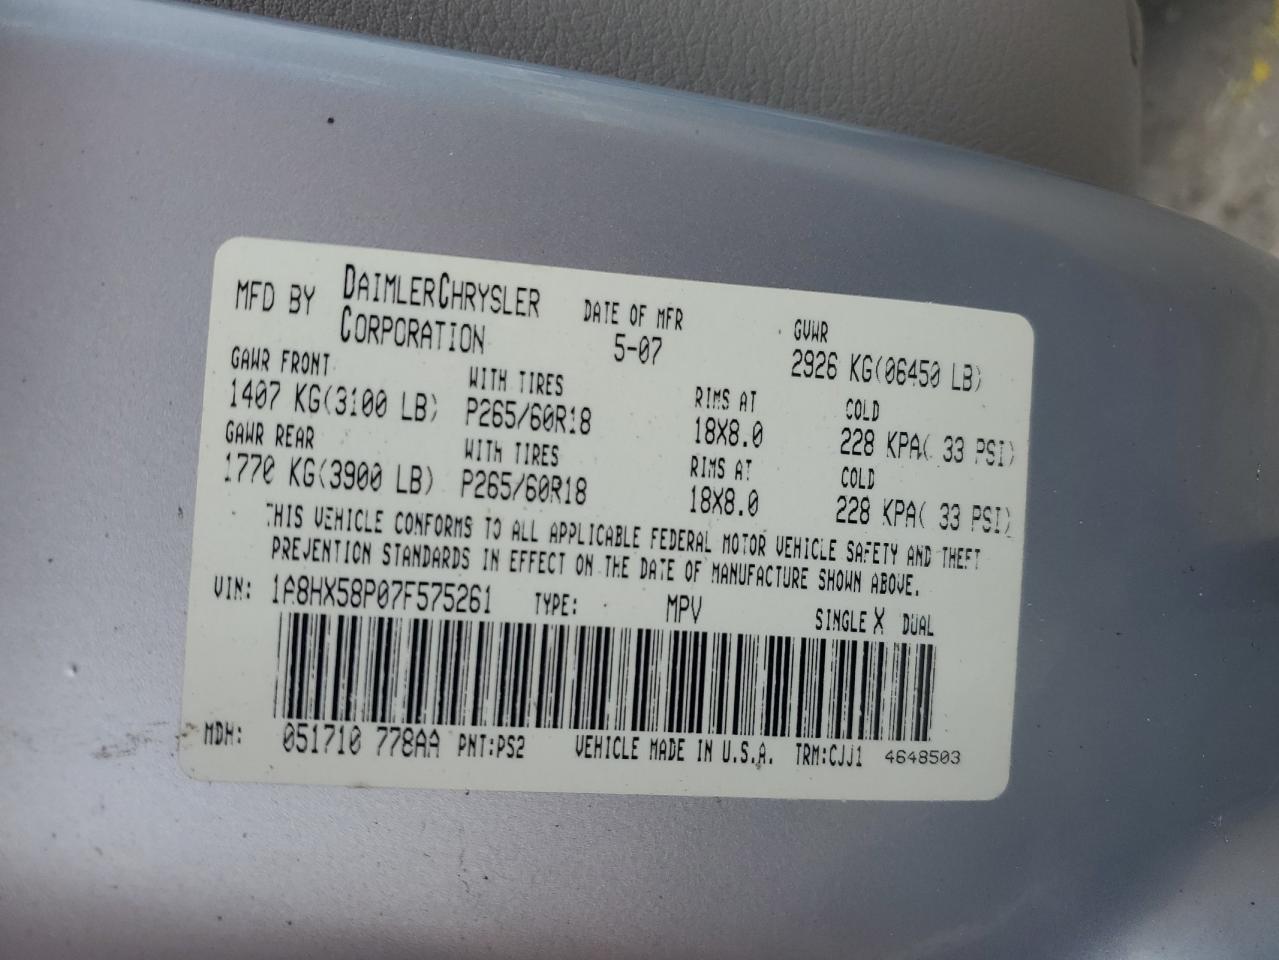 MFD BY DAIMLERCHRYSLER CORPORATION DATE OF MFR 5-07 GVWR 2926 KG(06450 LB)
GAWR FRONT WITH TIRES RIMS AT COLD
1407 KG(3100 LB) P265/60R18 18X8.0 228 KPA( 33 PSI)
GAWR REAR WITH TIRES RIMS AT COLD
1770 KG(3900 LB) P265/60R18 18X8.0 228 KPA( 33 PSI)
THIS VEHICLE CONFORMS TO ALL APPLICABLE FEDERAL MOTOR VEHICLE SAFETY AND THEFT
PREVENTION STANDARDS IN EFFECT ON THE DATE OF MANUFACTURE SHOWN ABOVE.
VIN: 1A8HX58P07F575261 TYPE: MPV SINGLE X DUAL
MDH: 051710 778AA PNT:PS2 VEHICLE MADE IN U.S.A. TRM:CJJ1 4648503